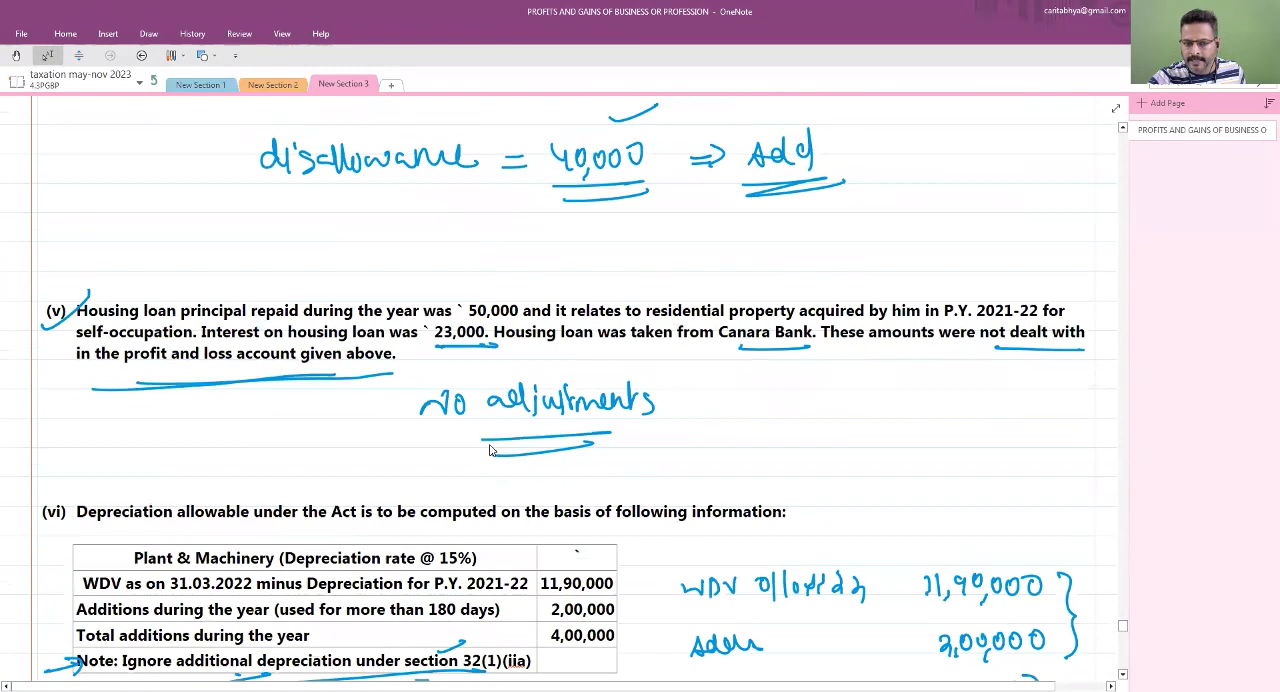 PROFITS AND GAINS OF BUSINESS OR PROFESSION - OneNote
caritabhya@gmail.com
File Home Insert Draw History Review View Help
taxation may-nov 2023
4.3PGBP
5
New Section 1 New Section 2 New Section 3 +
+ Add Page
PROFITS AND GAINS OF BUSINESS O
disallowance = 40,000 ⇒ Add
(v) Housing loan principal repaid during the year was ` 50,000 and it relates to residential property acquired by him in P.Y. 2021-22 for
self-occupation. Interest on housing loan was ` 23,000. Housing loan was taken from Canara Bank. These amounts were not dealt with
in the profit and loss account given above.
No adjustments
(vi) Depreciation allowable under the Act is to be computed on the basis of following information:
Plant & Machinery (Depreciation rate @ 15%) `
WDV as on 31.03.2022 minus Depreciation for P.Y. 2021-22 11,90,000
Additions during the year (used for more than 180 days) 2,00,000
Total additions during the year 4,00,000
Note: Ignore additional depreciation under section 32(1)(iia)
WDV 11,90,000
2,00,000